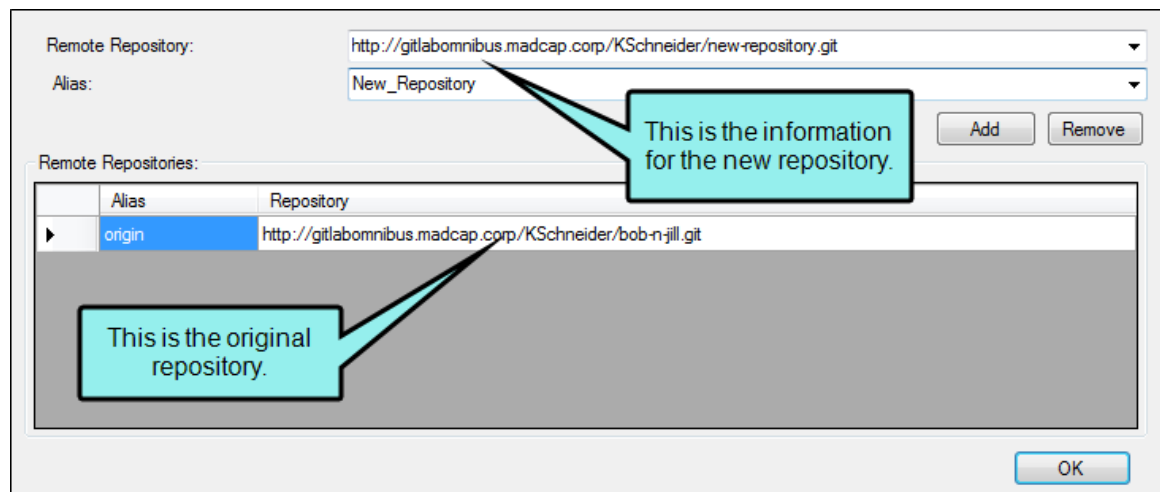 Remote Repository:
http://gitlabomnibus.madcap.corp/KSchneider/new-repository.git
Alias:
New_Repository
This is the information
for the new repository.
Add
Remove
Remote Repositories:
Alias
Repository
origin
http://gitlabomnibus.madcap.corp/KSchneider/bob-n-jill.git
This is the original
repository.
OK